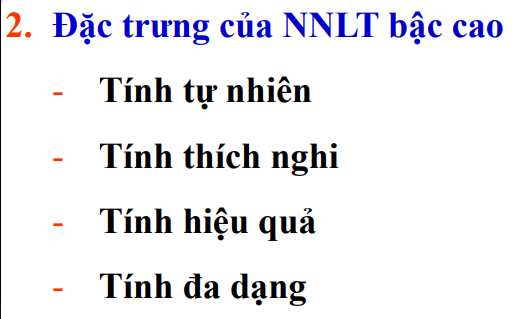 2. Đặc trưng của NNLT bậc cao
- Tính tự nhiên
- Tính thích nghi
- Tính hiệu quả
- Tính đa dạng